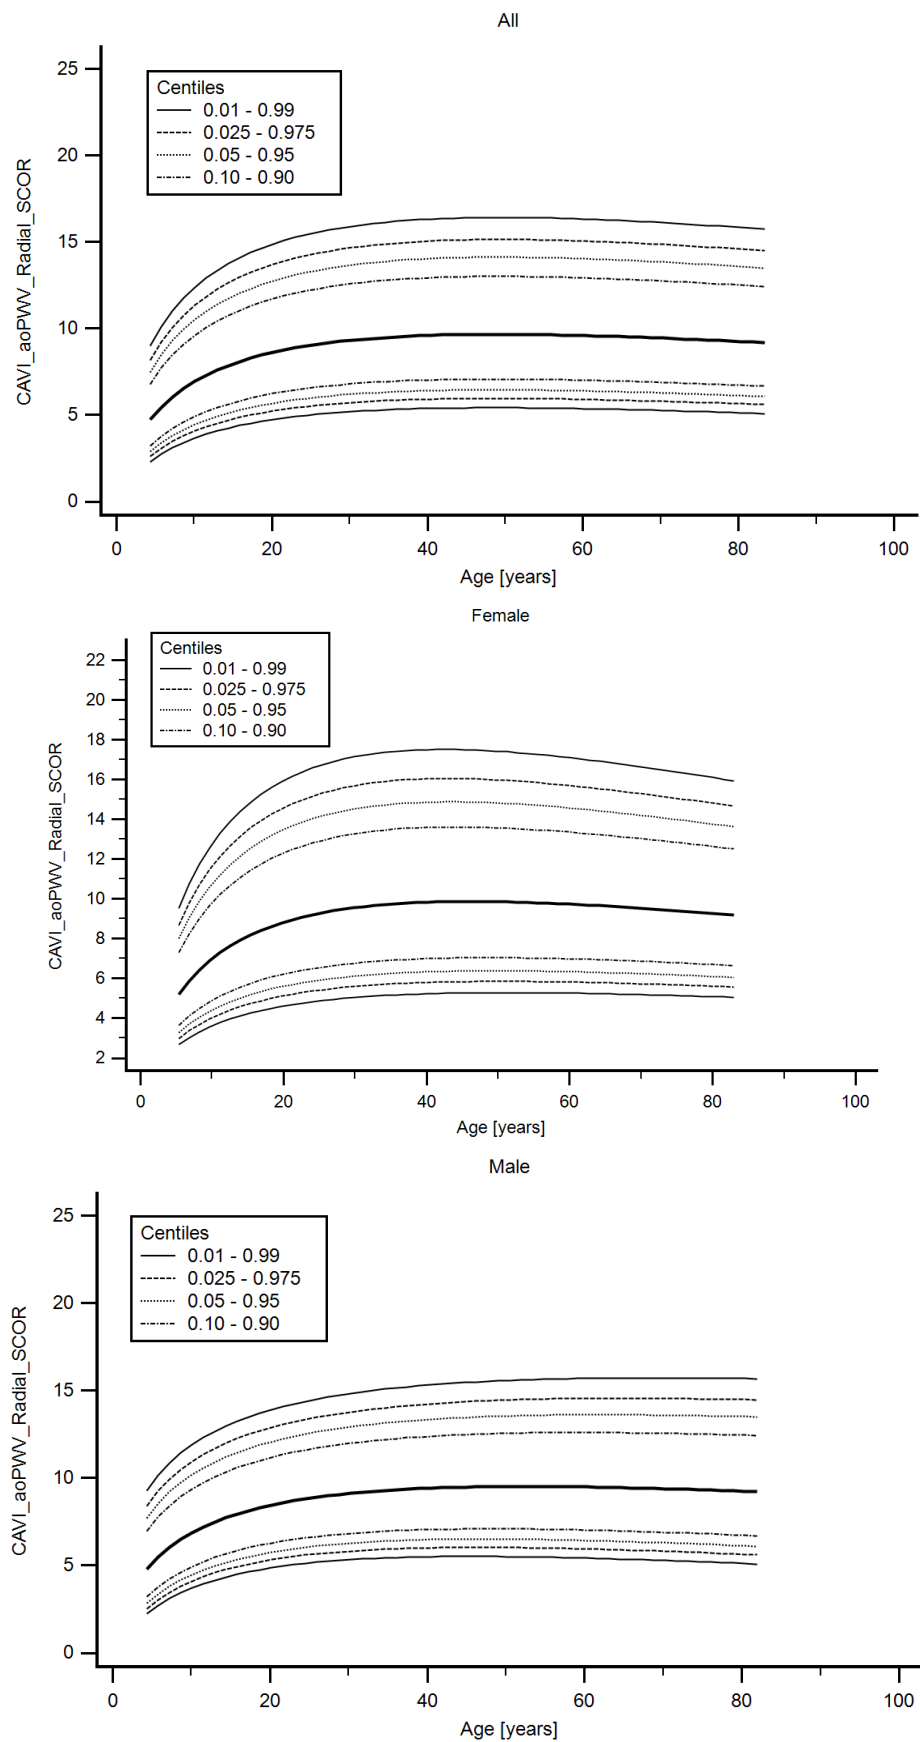 All
25
20
15
10
5
0
CAVI_aoPWV_Radial_SCOR
Centiles
0.01 - 0.99
0.025 - 0.975
0.05 - 0.95
0.10 - 0.90
0 20 40 60 80 100
Age [years]
Female
22
20
18
16
14
12
10
8
6
4
2
CAVI_aoPWV_Radial_SCOR
Centiles
0.01 - 0.99
0.025 - 0.975
0.05 - 0.95
0.10 - 0.90
0 20 40 60 80 100
Age [years]
Male
25
20
15
10
5
0
CAVI_aoPWV_Radial_SCOR
Centiles
0.01 - 0.99
0.025 - 0.975
0.05 - 0.95
0.10 - 0.90
0 20 40 60 80 100
Age [years]